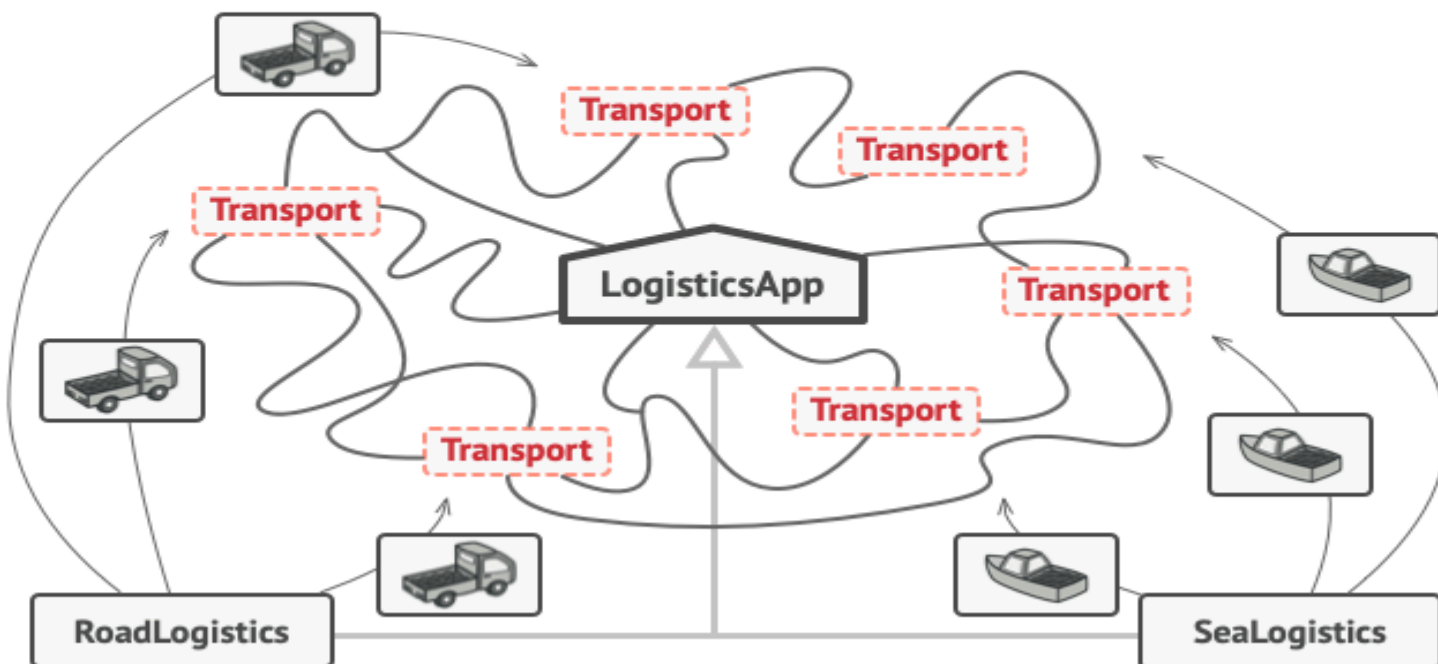 Transport
Transport
Transport
LogisticsApp
Transport
Transport
Transport
RoadLogistics
SeaLogistics